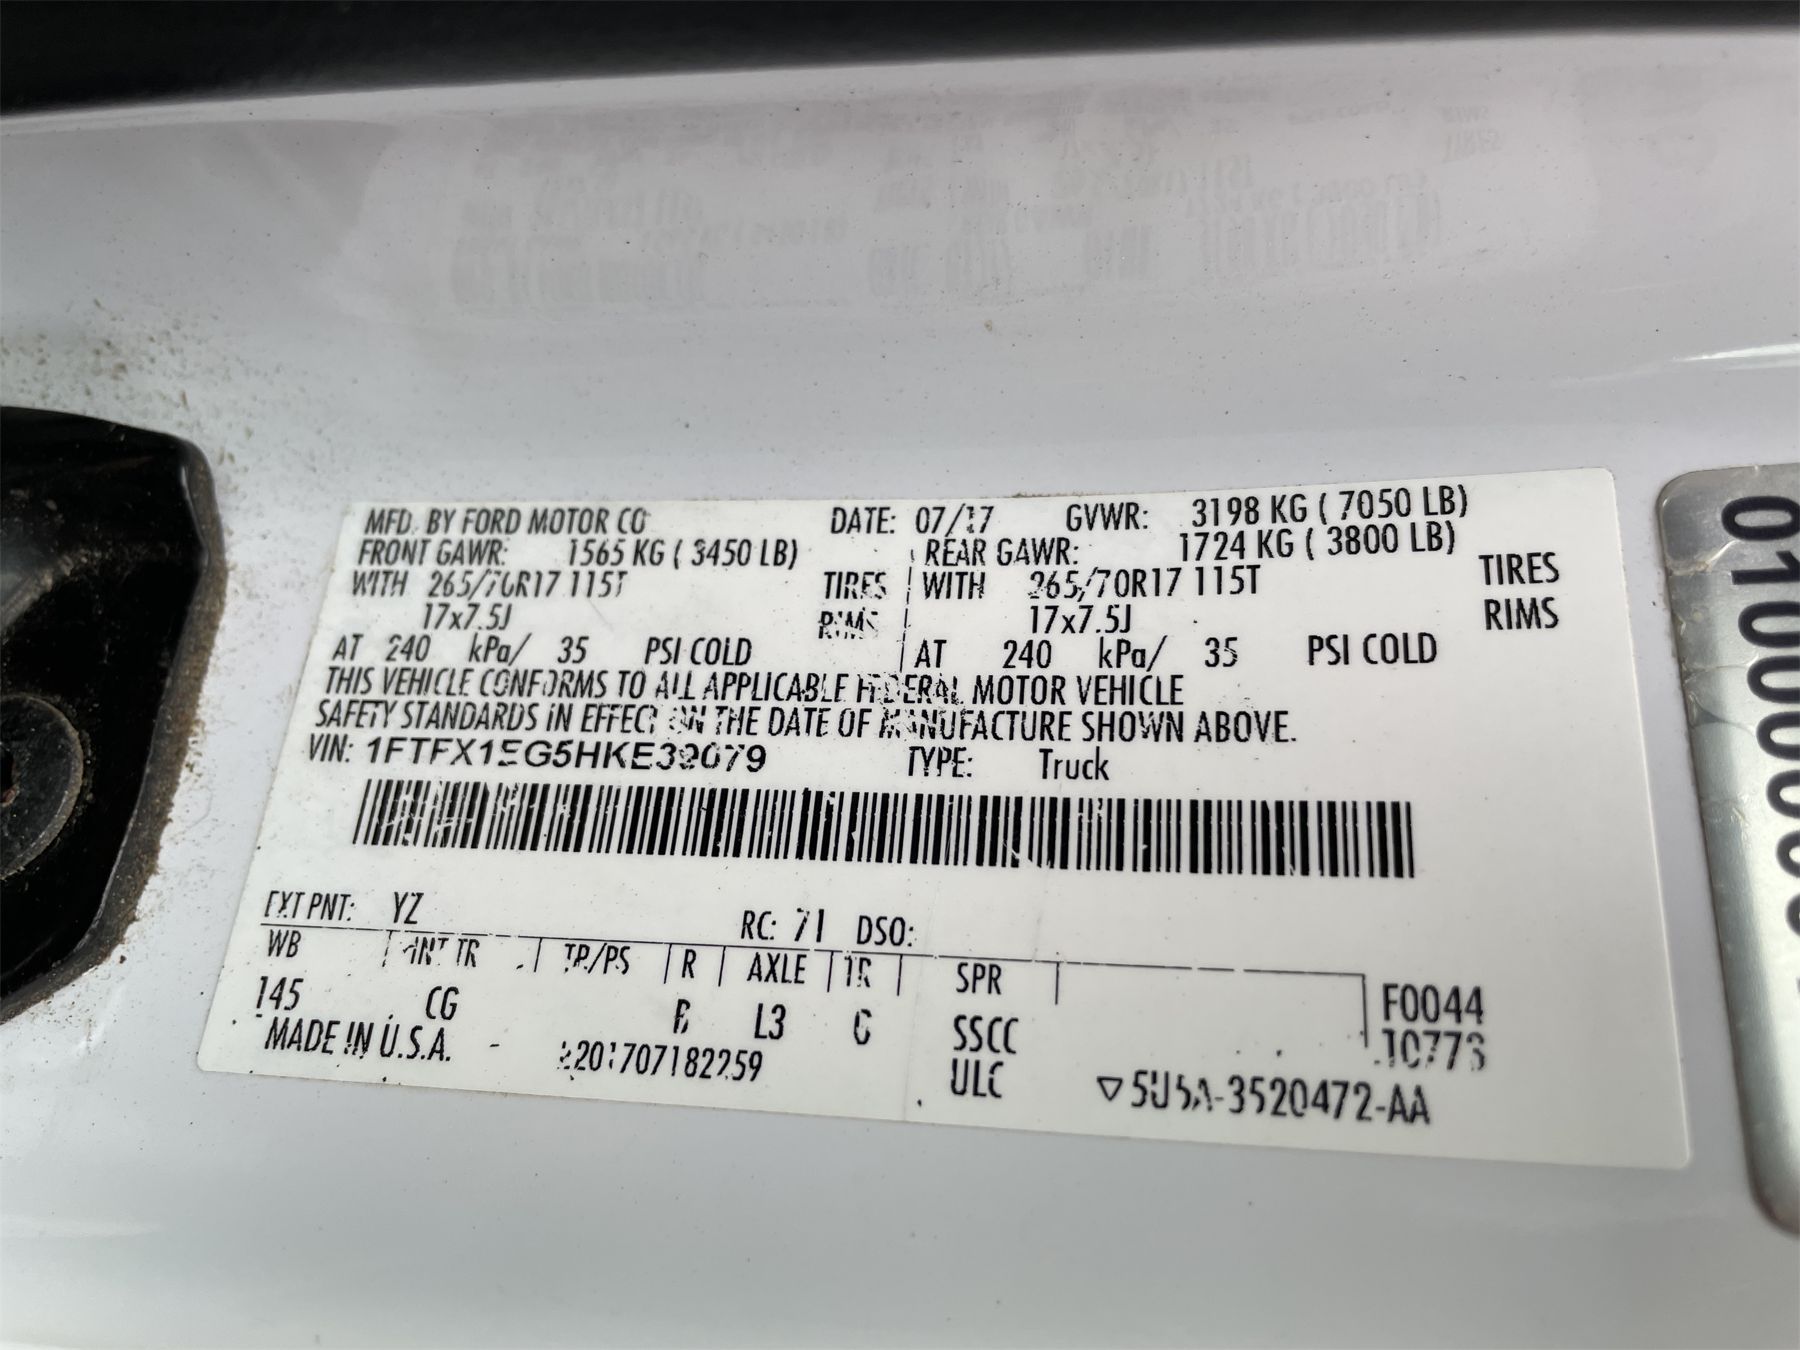 MFD. BY FORD MOTOR CO DATE: 07/17 GVWR: 3198 KG ( 7050 LB)
FRONT GAWR: 1565 KG ( 3450 LB) REAR GAWR: 1724 KG ( 3800 LB)
WITH 265/70R17 115T TIRES WITH 265/70R17 115T TIRES
17x7.5J RIMS 17x7.5J RIMS
AT 240 kPa/ 35 PSI COLD AT 240 kPa/ 35 PSI COLD
THIS VEHICLE CONFORMS TO ALL APPLICABLE FEDERAL MOTOR VEHICLE
SAFETY STANDARDS IN EFFECT ON THE DATE OF MANUFACTURE SHOWN ABOVE.
VIN: 1FTFX1EG5HKE39079 TYPE: Truck
EXT PNT: YZ RC: 71 DSO:
WB INT TR TP/PS R AXLE TR SPR
145 CG B L3 SSCC F0044
MADE IN U.S.A. ULC
▽5U5A-3520472-AA